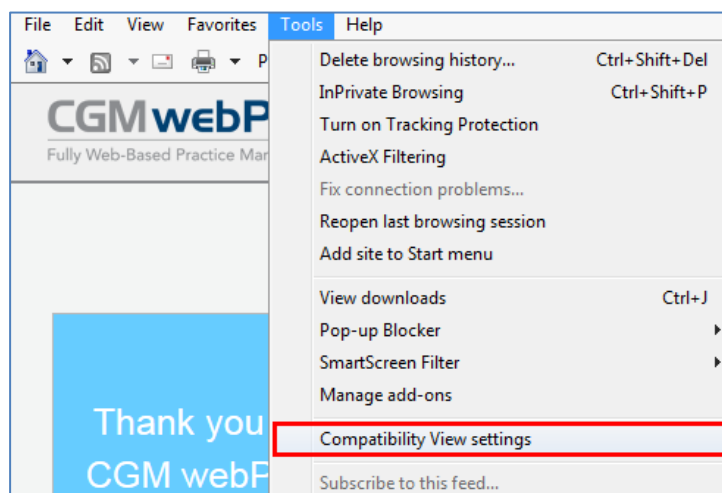 File Edit View Favorites Tools Help
P
Delete browsing history... Ctrl+Shift+Del
InPrivate Browsing Ctrl+Shift+P
CGM webP
Turn on Tracking Protection
Fully Web-Based Practice Mar
ActiveX Filtering
Fix connection problems...
Reopen last browsing session
Add site to Start menu
View downloads Ctrl+J
Pop-up Blocker
SmartScreen Filter
Manage add-ons
Thank you
Compatibility View settings
CGM webP
Subscribe to this feed...